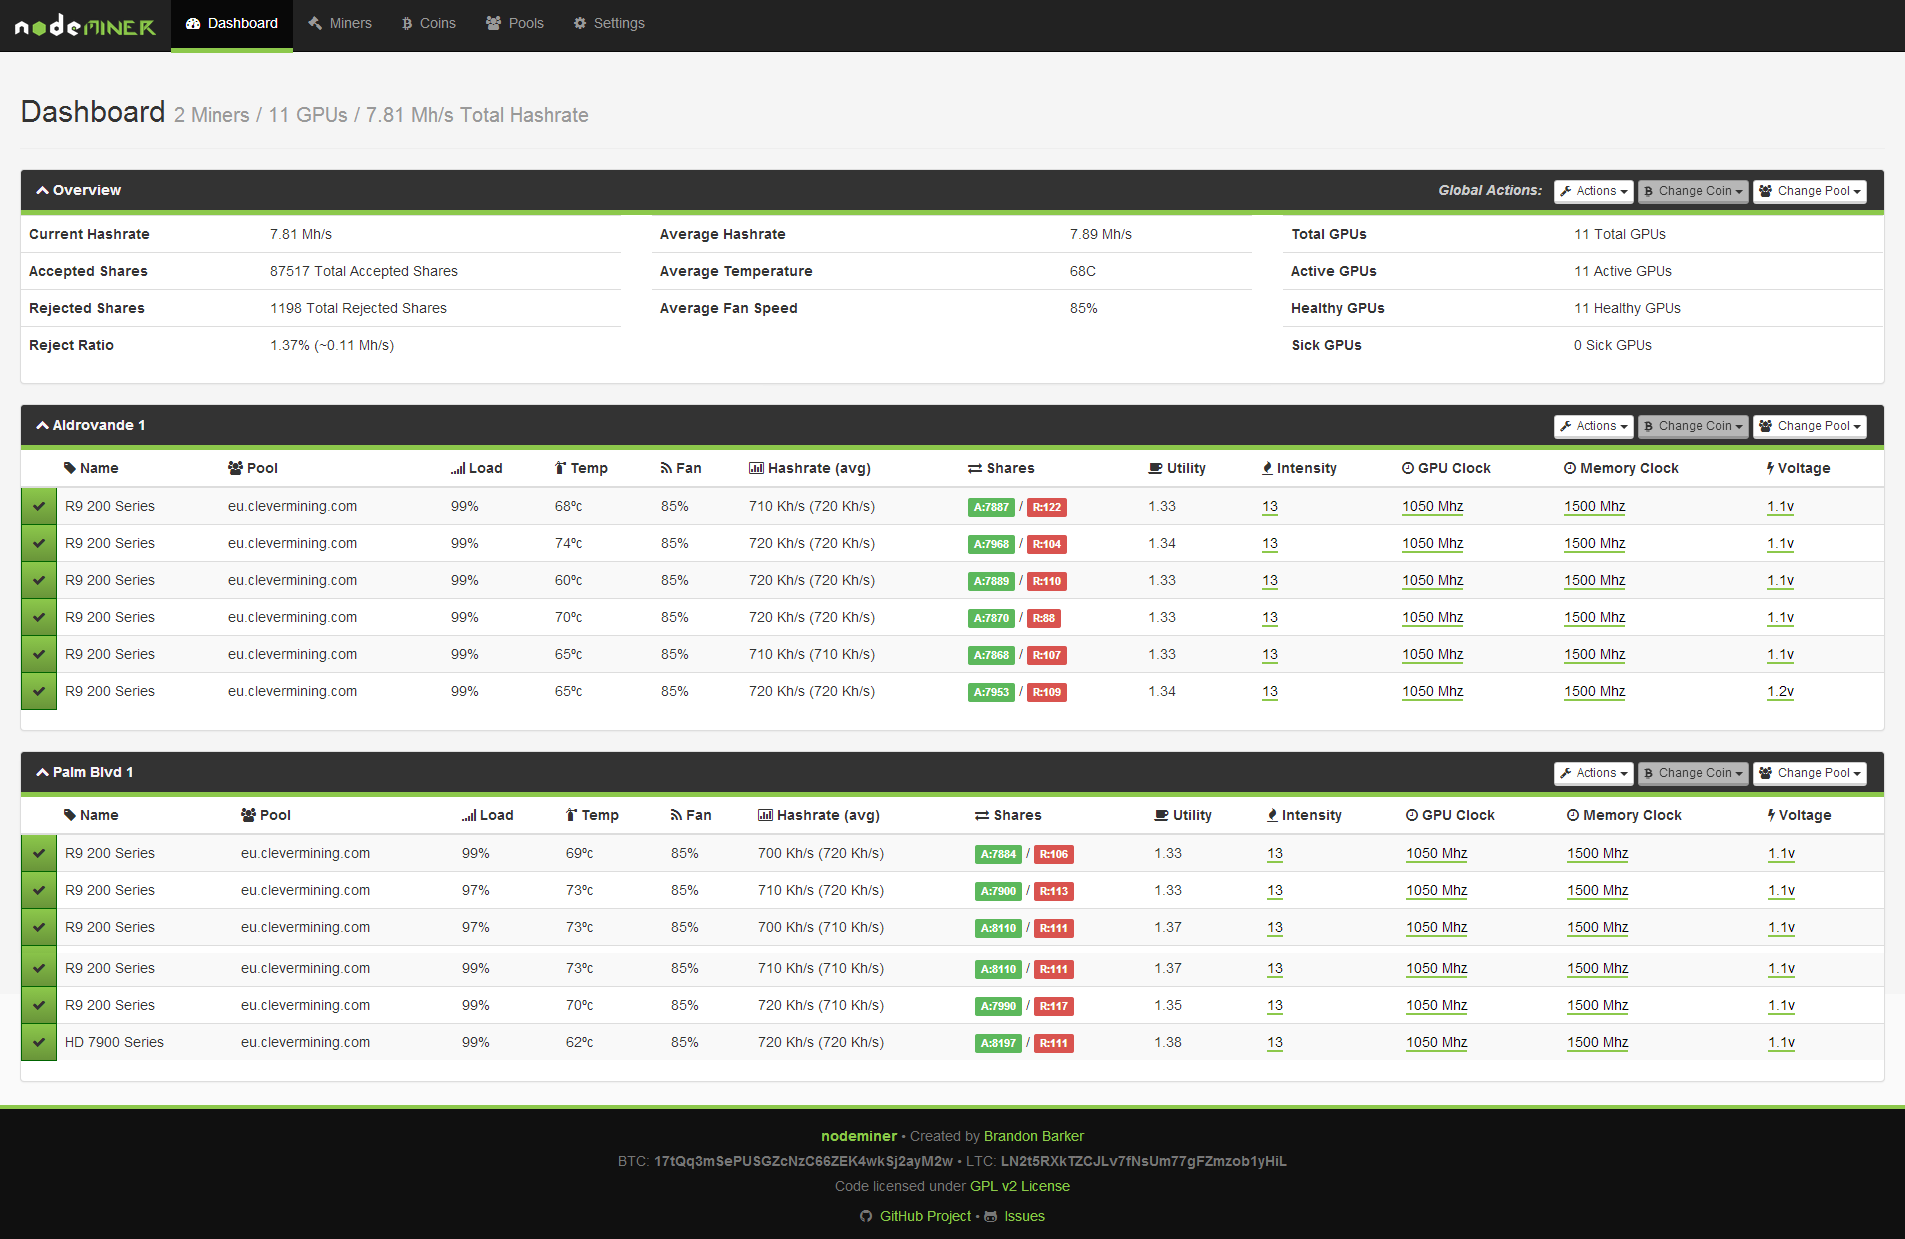 nodeMINER Dashboard Miners Coins Pools Settings
Dashboard 2 Miners / 11 GPUs / 7.81 Mh/s Total Hashrate
Overview Global Actions: Actions Change Coin Change Pool
Current Hashrate 7.81 Mh/s Average Hashrate 7.89 Mh/s Total GPUs 11 Total GPUs
Accepted Shares 87517 Total Accepted Shares Average Temperature 68C Active GPUs 11 Active GPUs
Rejected Shares 1198 Total Rejected Shares Average Fan Speed 85% Healthy GPUs 11 Healthy GPUs
Reject Ratio 1.37% (~0.11 Mh/s) Sick GPUs 0 Sick GPUs
Aldrovande 1 Actions Change Coin Change Pool
Name Pool Load Temp Fan Hashrate (avg) Shares Utility Intensity GPU Clock Memory Clock Voltage
R9 200 Series eu.clevermining.com 99% 68ºc 85% 710 Kh/s (720 Kh/s) A:7887 / R:122 1.33 13 1050 Mhz 1500 Mhz 1.1v
R9 200 Series eu.clevermining.com 99% 74ºc 85% 720 Kh/s (720 Kh/s) A:7968 / R:104 1.34 13 1050 Mhz 1500 Mhz 1.1v
R9 200 Series eu.clevermining.com 99% 60ºc 85% 720 Kh/s (720 Kh/s) A:7889 / R:110 1.33 13 1050 Mhz 1500 Mhz 1.1v
R9 200 Series eu.clevermining.com 99% 70ºc 85% 720 Kh/s (720 Kh/s) A:7870 / R:88 1.33 13 1050 Mhz 1500 Mhz 1.1v
R9 200 Series eu.clevermining.com 99% 65ºc 85% 710 Kh/s (710 Kh/s) A:7868 / R:107 1.33 13 1050 Mhz 1500 Mhz 1.1v
R9 200 Series eu.clevermining.com 99% 65ºc 85% 720 Kh/s (720 Kh/s) A:7953 / R:109 1.34 13 1050 Mhz 1500 Mhz 1.2v
Palm Blvd 1 Actions Change Coin Change Pool
Name Pool Load Temp Fan Hashrate (avg) Shares Utility Intensity GPU Clock Memory Clock Voltage
R9 200 Series eu.clevermining.com 99% 69ºc 85% 700 Kh/s (720 Kh/s) A:7884 / R:106 1.33 13 1050 Mhz 1500 Mhz 1.1v
R9 200 Series eu.clevermining.com 97% 73ºc 85% 710 Kh/s (720 Kh/s) A:7900 / R:113 1.33 13 1050 Mhz 1500 Mhz 1.1v
R9 200 Series eu.clevermining.com 97% 73ºc 85% 700 Kh/s (710 Kh/s) A:8110 / R:111 1.37 13 1050 Mhz 1500 Mhz 1.1v
R9 200 Series eu.clevermining.com 99% 73ºc 85% 710 Kh/s (710 Kh/s) A:8110 / R:111 1.37 13 1050 Mhz 1500 Mhz 1.1v
R9 200 Series eu.clevermining.com 99% 70ºc 85% 720 Kh/s (710 Kh/s) A:7990 / R:117 1.35 13 1050 Mhz 1500 Mhz 1.1v
HD 7900 Series eu.clevermining.com 99% 62ºc 85% 720 Kh/s (720 Kh/s) A:8197 / R:111 1.38 13 1050 Mhz 1500 Mhz 1.1v
nodeminer • Created by Brandon Barker
BTC: 17tQq3mSePUSGZcNzC66ZEK4wkSj2ayM2w • LTC: LN2t5RXkTZCJLv7fNsUm77gFZmzob1yHiL
Code licensed under GPL v2 License
GitHub Project • Issues